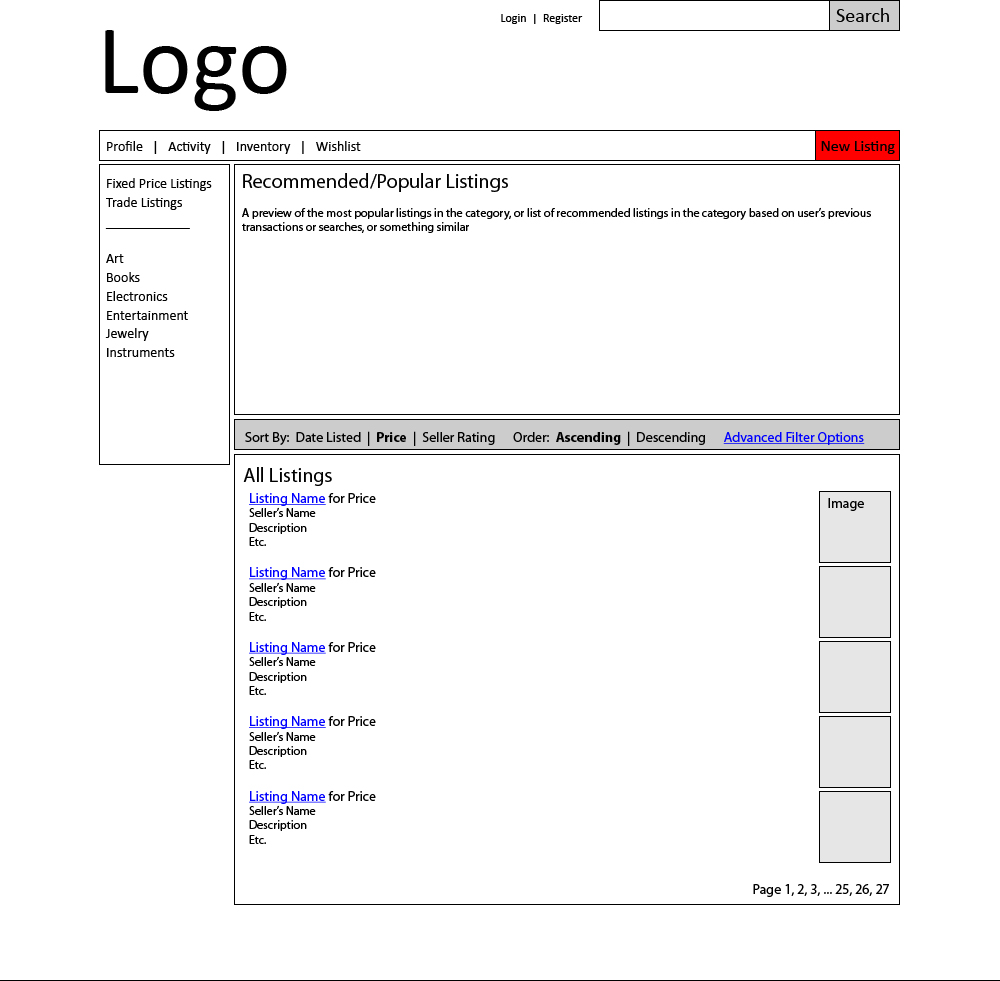 Login | Register
Search
Logo
Profile | Activity | Inventory | Wishlist
New Listing
Fixed Price Listings
Trade Listings
Art
Books
Electronics
Entertainment
Jewelry
Instruments
Recommended/Popular Listings
A preview of the most popular listings in the category, or list of recommended listings in the category based on user's previous
transactions or searches, or something similar
Sort By: Date Listed | Price | Seller Rating Order: Ascending | Descending Advanced Filter Options
All Listings
Listing Name for Price
Seller's Name
Description
Etc.
Image
Listing Name for Price
Seller's Name
Description
Etc.
Listing Name for Price
Seller's Name
Description
Etc.
Listing Name for Price
Seller's Name
Description
Etc.
Listing Name for Price
Seller's Name
Description
Etc.
Page 1, 2, 3, ... 25, 26, 27